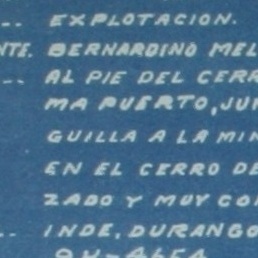 -- EXPLOTACION.
NTE. BERNARDINO MEL
-- AL PIE DEL CERR
MA PUERTO, JUN
GUILLA A LA MIN
EN EL CERRO DE
ZADO Y MUY CO
-- INDE, DURANGO